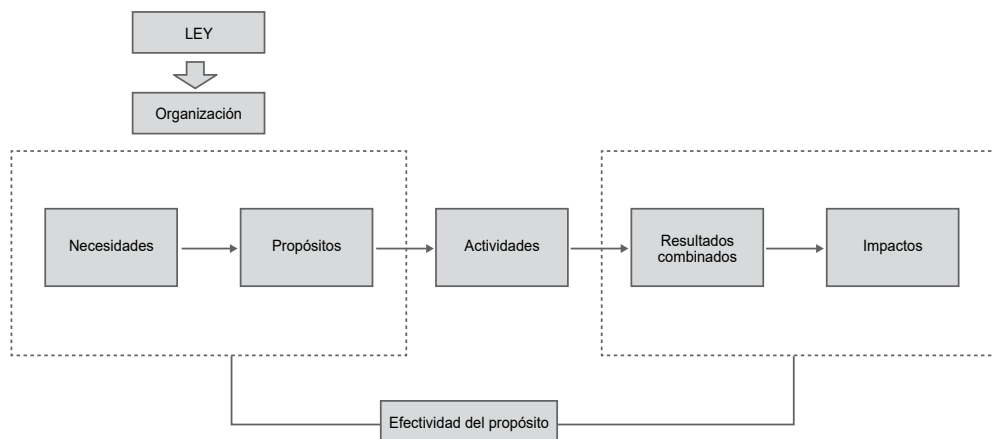 LEY
Organización
Necesidades
Propósitos
Actividades
Resultados
combinados
Impactos
Efectividad del propósito